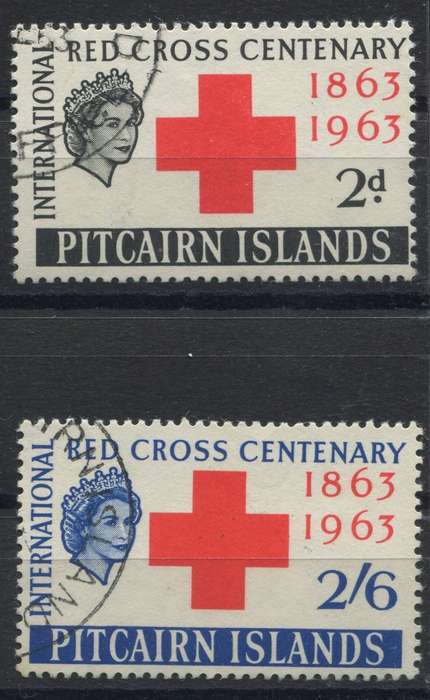 INTERNATIONAL
RED CROSS CENTENARY
1863
1963
2d.
PITCAIRN ISLANDS
INTERNATIONAL
RED CROSS CENTENARY
1863
1963
2/6
PITCAIRN ISLANDS